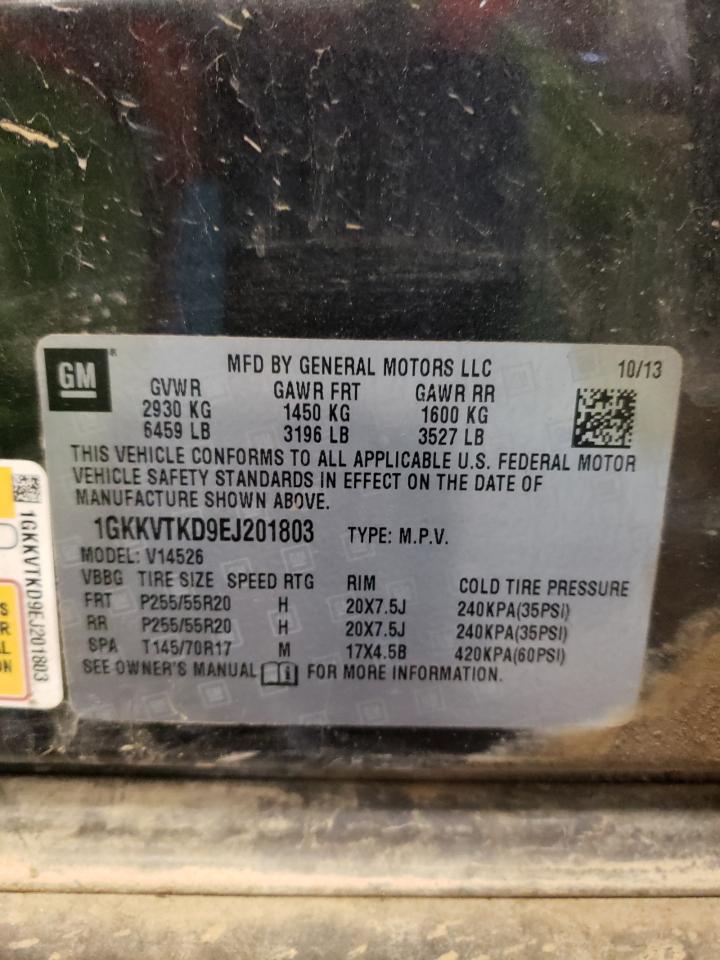 GM
MFD BY GENERAL MOTORS LLC 10/13
GVWR GAWR FRT GAWR RR
2930 KG 1450 KG 1600 KG
6459 LB 3196 LB 3527 LB
THIS VEHICLE CONFORMS TO ALL APPLICABLE U.S. FEDERAL MOTOR
VEHICLE SAFETY STANDARDS IN EFFECT ON THE DATE OF
MANUFACTURE SHOWN ABOVE.
1GKKVTKD9EJ201803 TYPE: M.P.V.
MODEL: V14526
VBBG TIRE SIZE SPEED RTG RIM COLD TIRE PRESSURE
FRT P255/55R20 H 20X7.5J 240KPA(35PSI)
RR P255/55R20 H 20X7.5J 240KPA(35PSI)
SPA T145/70R17 M 17X4.5B 420KPA(60PSI)
SEE OWNER'S MANUAL FOR MORE INFORMATION.
1GKKVTKD9EJ201803